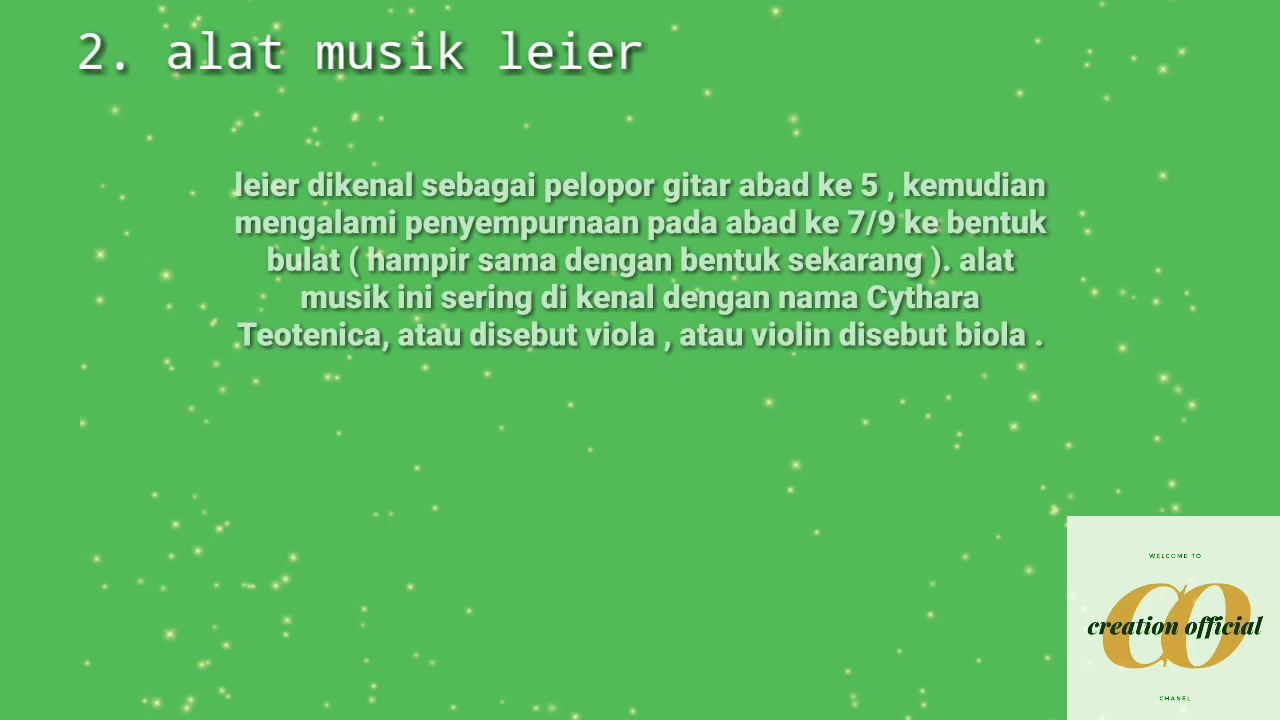 2. alat musik leier
leier dikenal sebagai pelopor gitar abad ke 5 , kemudian
mengalami penyempurnaan pada abad ke 7/9 ke bentuk
bulat ( hampir sama dengan bentuk sekarang ). alat
musik ini sering di kenal dengan nama Cythara
Teotenica, atau disebut viola , atau violin disebut biola .
WELCOME TO
CO
creation official
CHANEL